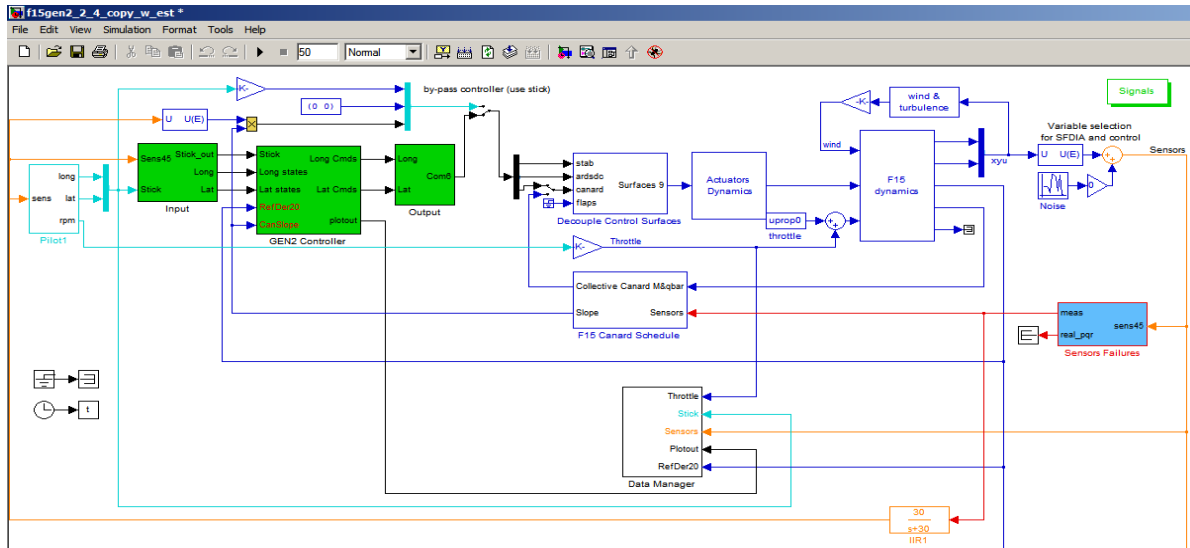 f15gen2_2_4_copy_w_est *
File Edit View Simulation Format Tools Help
50 Normal
-K-
by-pass controller (use stick)
(0 0)
U U(E)
Sens45
Stick
Stick_out
Long
Lat
Input
sens
long
lat
rpm
Pilot1
Stick
Long states
Lat states
RefDer20
CanSlope
Long Cmds
Lat Cmds
plotout
GEN2 Controller
Long
Lat
Com6
Output
stab
ardsdc
canard
flaps
Surfaces 9
Decouple Control Surfaces
Actuators
Dynamics
uprop0
throttle
-K-
Throttle
-K-
wind &
turbulence
wind
F15
dynamics
xyu
Signals
Variable selection
for SFDIA and control
U U(E)
Sensors
Noise
0
Collective Canard M&qbar
Slope
Sensors
F15 Canard Schedule
meas
real_pqr
sens45
Sensors Failures
t
Throttle
Stick
Sensors
Plotout
RefDer20
Data Manager
30
s+30
IIR1